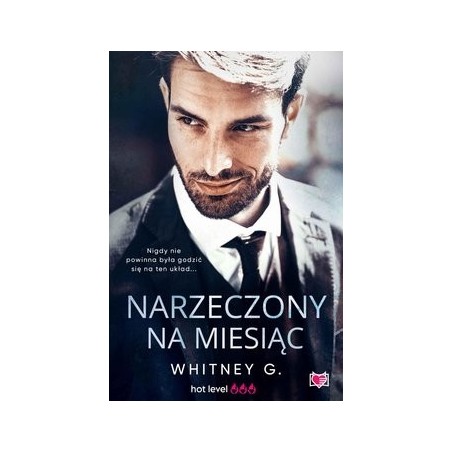 Nigdy nie
powinna była godzić
się na ten układ...
NARZECZONY
NA MIESIĄC
WHITNEY G.
hot level